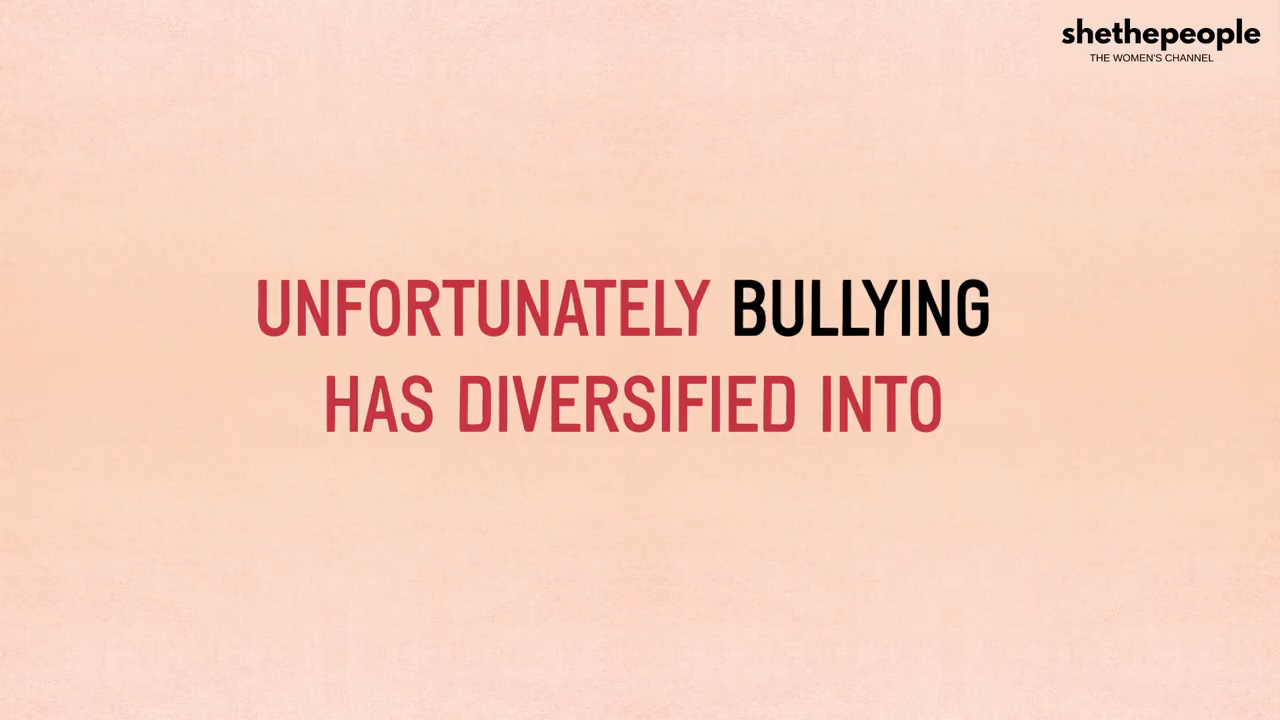 shethepeople
THE WOMEN'S CHANNEL
UNFORTUNATELY BULLYING
HAS DIVERSIFIED INTO